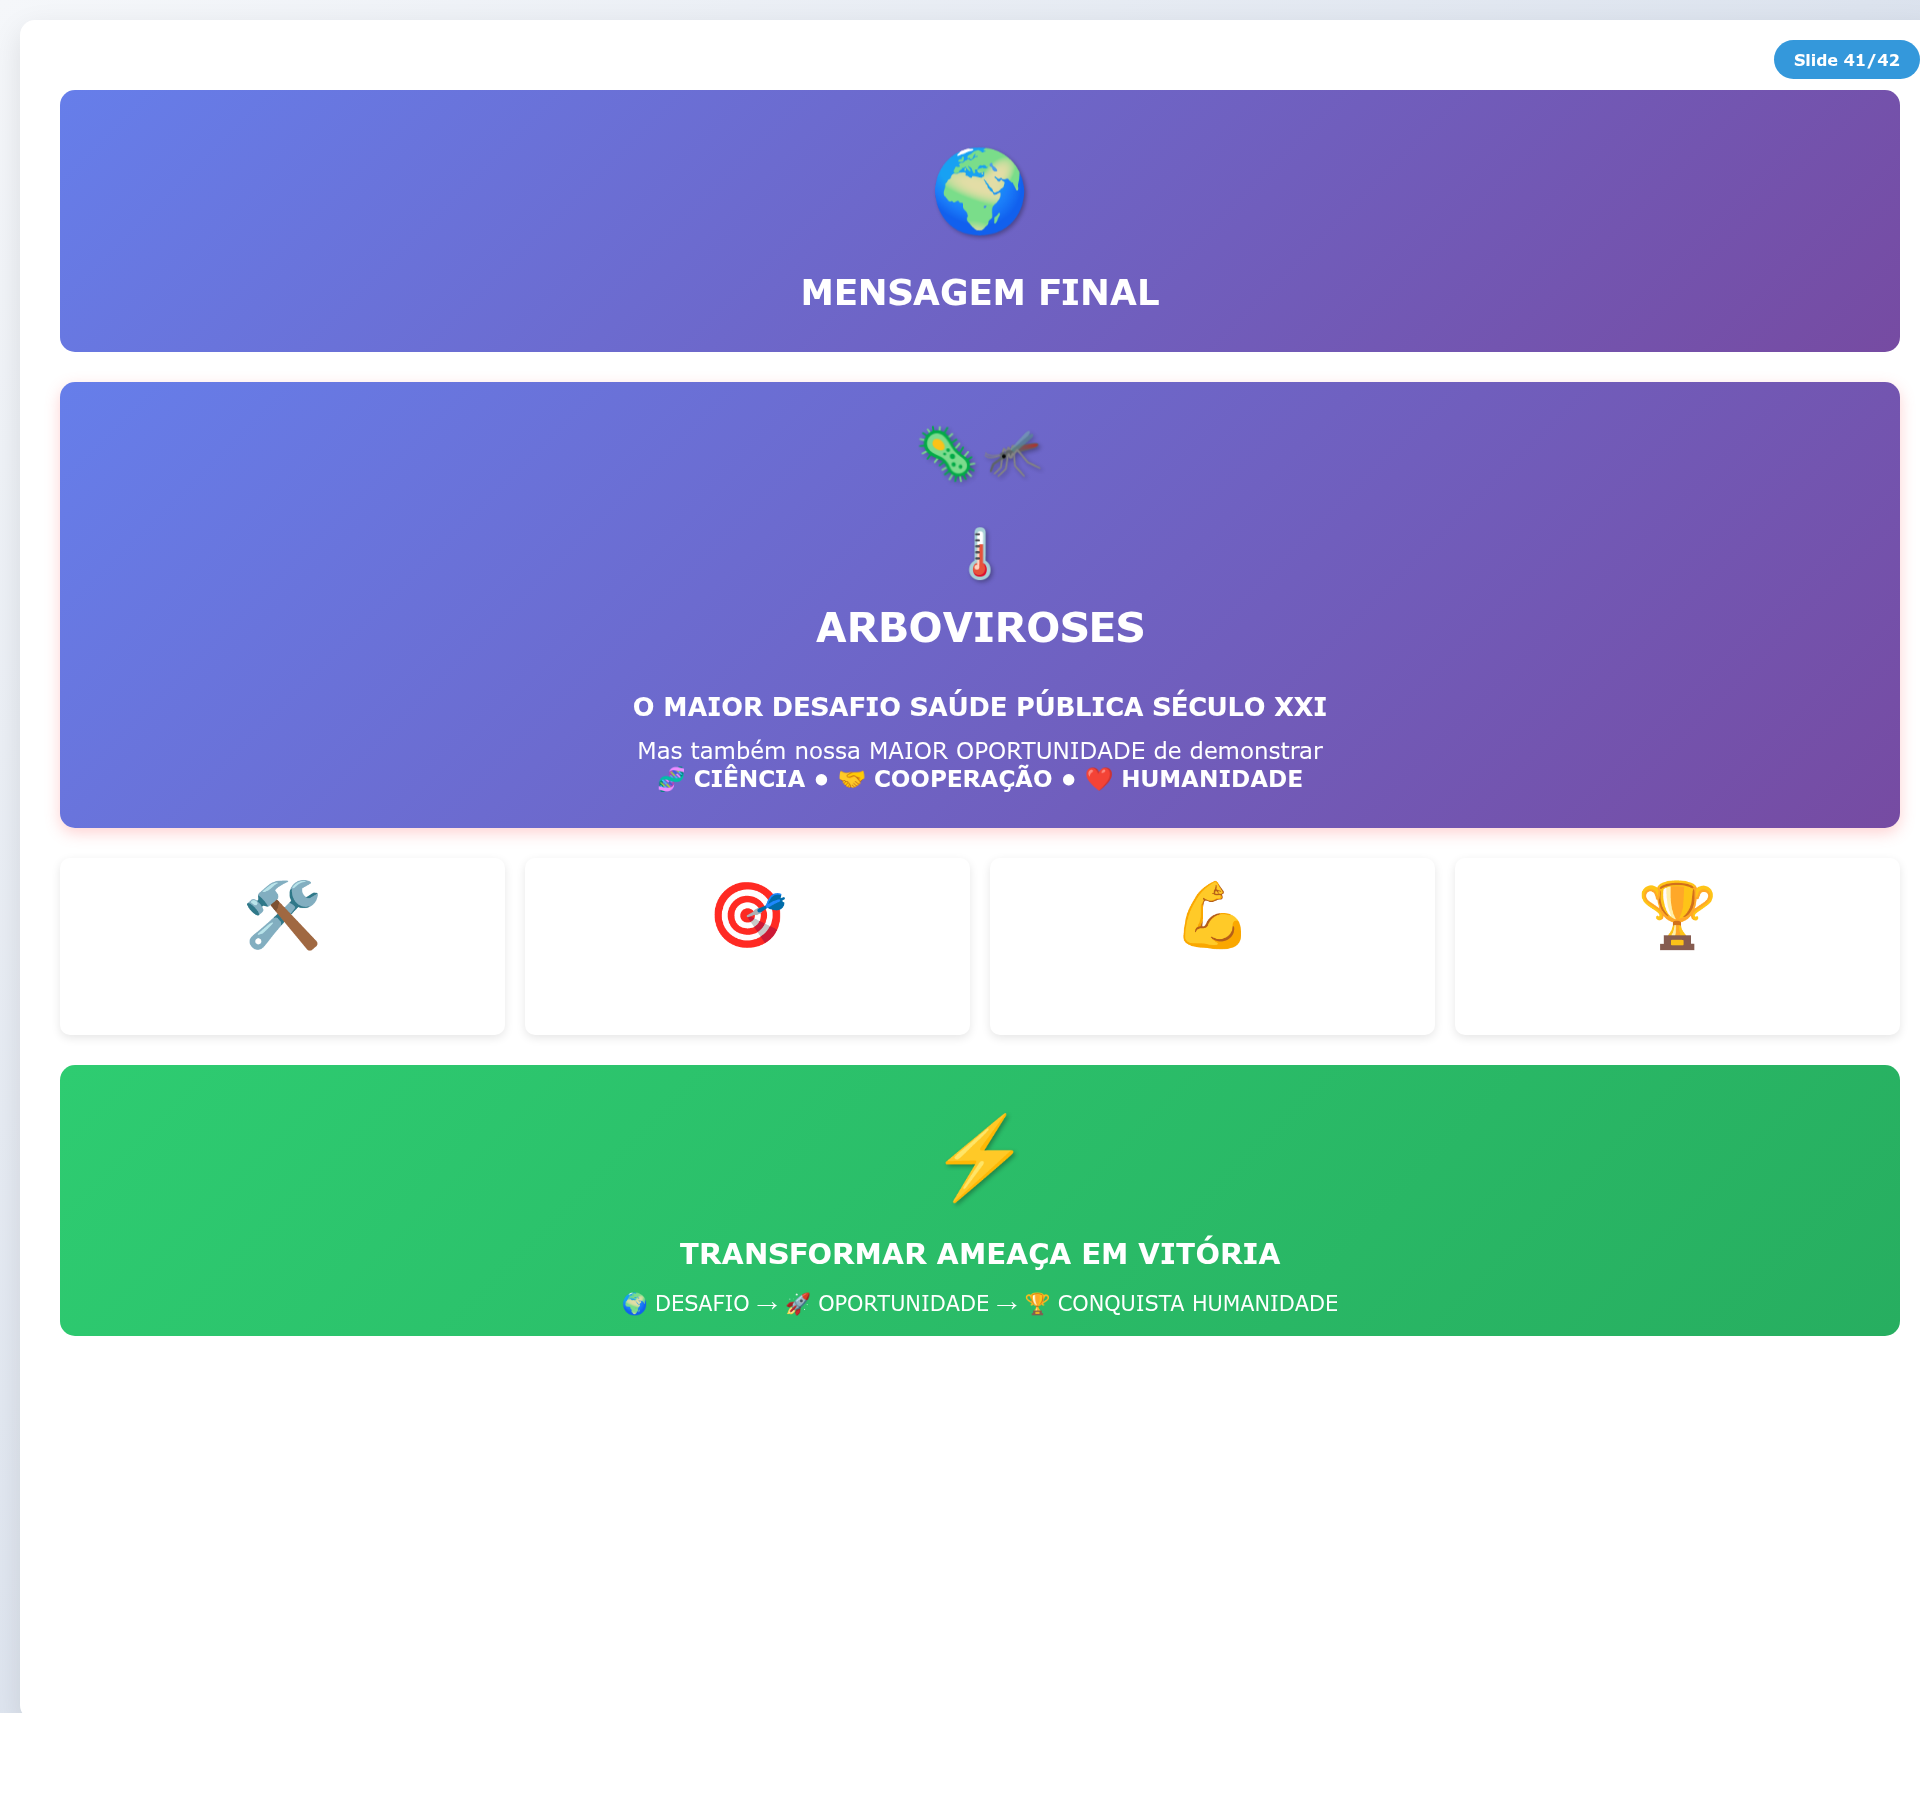 Slide 41/42
MENSAGEM FINAL
ARBOVIROSES
O MAIOR DESAFIO SAÚDE PÚBLICA SÉCULO XXI
Mas também nossa MAIOR OPORTUNIDADE de demonstrar
🧬 CIÊNCIA • 🤝 COOPERAÇÃO • ❤️ HUMANIDADE
TRANSFORMAR AMEAÇA EM VITÓRIA
🌍 DESAFIO → 🚀 OPORTUNIDADE → 🏆 CONQUISTA HUMANIDADE